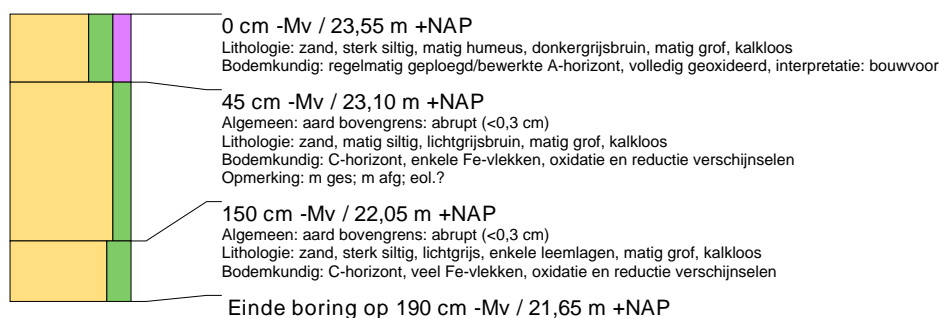 0 cm -Mv / 23,55 m +NAP
Lithologie: zand, sterk siltig, matig humeus, donkergrijsbruin, matig grof, kalkloos
Bodemkundig: regelmatig geploegd/bewerkte A-horizont, volledig geoxideerd, interpretatie: bouwvoor
45 cm -Mv / 23,10 m +NAP
Algemeen: aard bovengrens: abrupt (<0,3 cm)
Lithologie: zand, matig siltig, lichtgrijsbruin, matig grof, kalkloos
Bodemkundig: C-horizont, enkele Fe-vlekken, oxidatie en reductie verschijnselen
Opmerking: m ges; m afg; eol.?
150 cm -Mv / 22,05 m +NAP
Algemeen: aard bovengrens: abrupt (<0,3 cm)
Lithologie: zand, sterk siltig, lichtgrijs, enkele leemlagen, matig grof, kalkloos
Bodemkundig: C-horizont, veel Fe-vlekken, oxidatie en reductie verschijnselen
Einde boring op 190 cm -Mv / 21,65 m +NAP